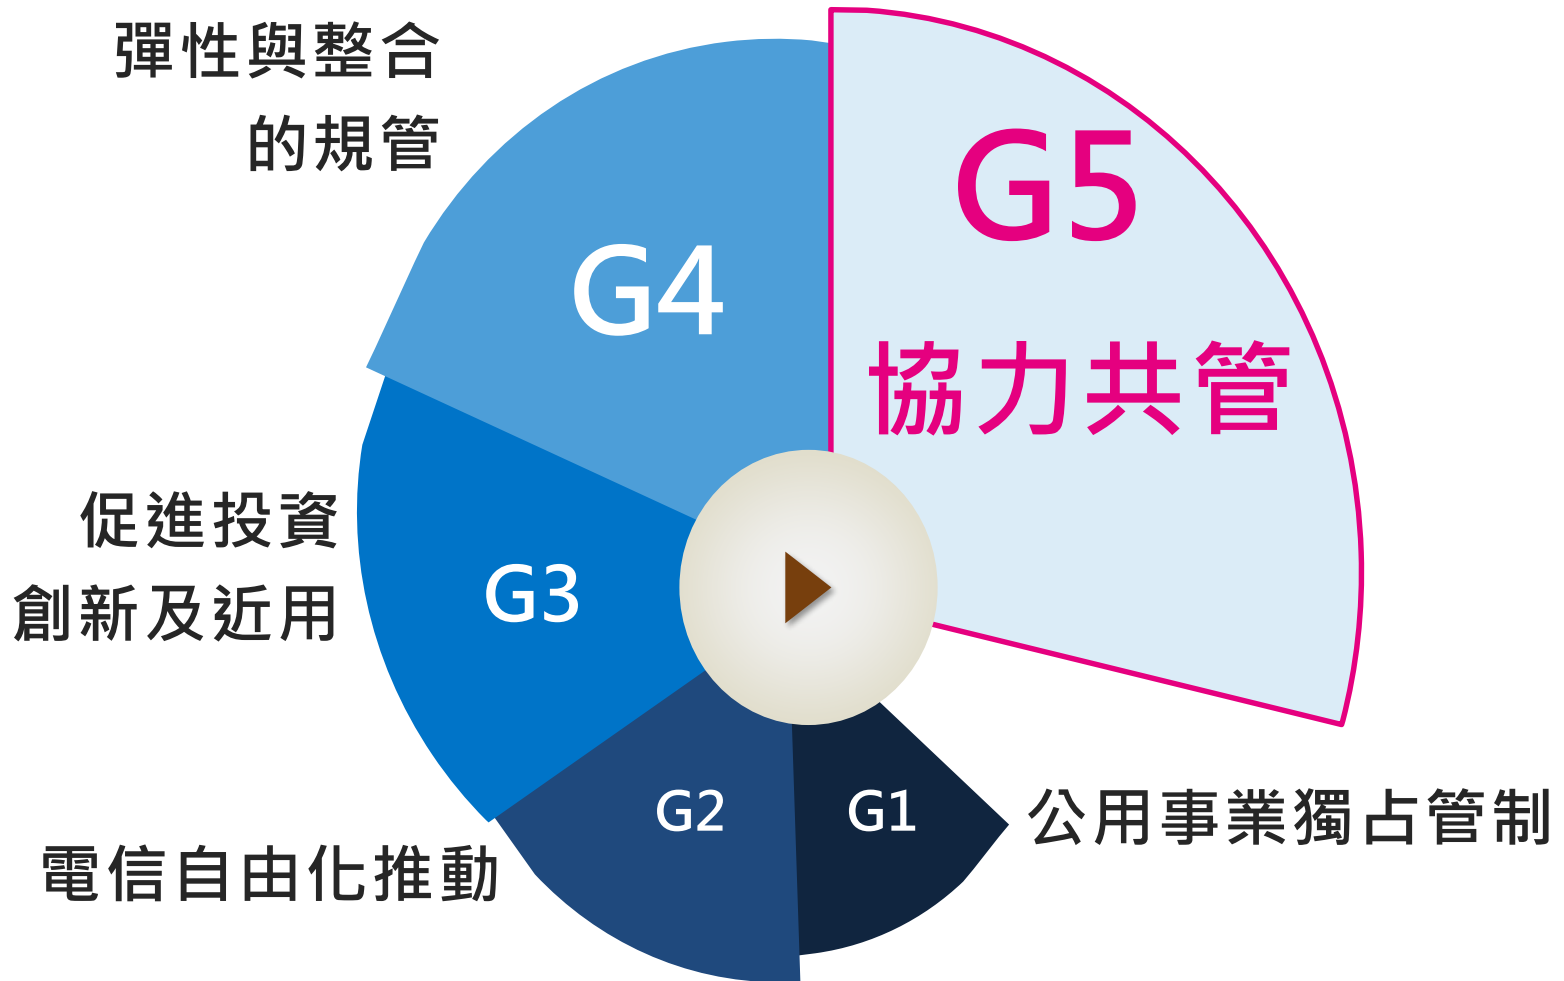 彈性與整合
的規管
G5
協力共管
G4
促進投資
創新及近用
G3
G2
G1
公用事業獨占管制
電信自由化推動